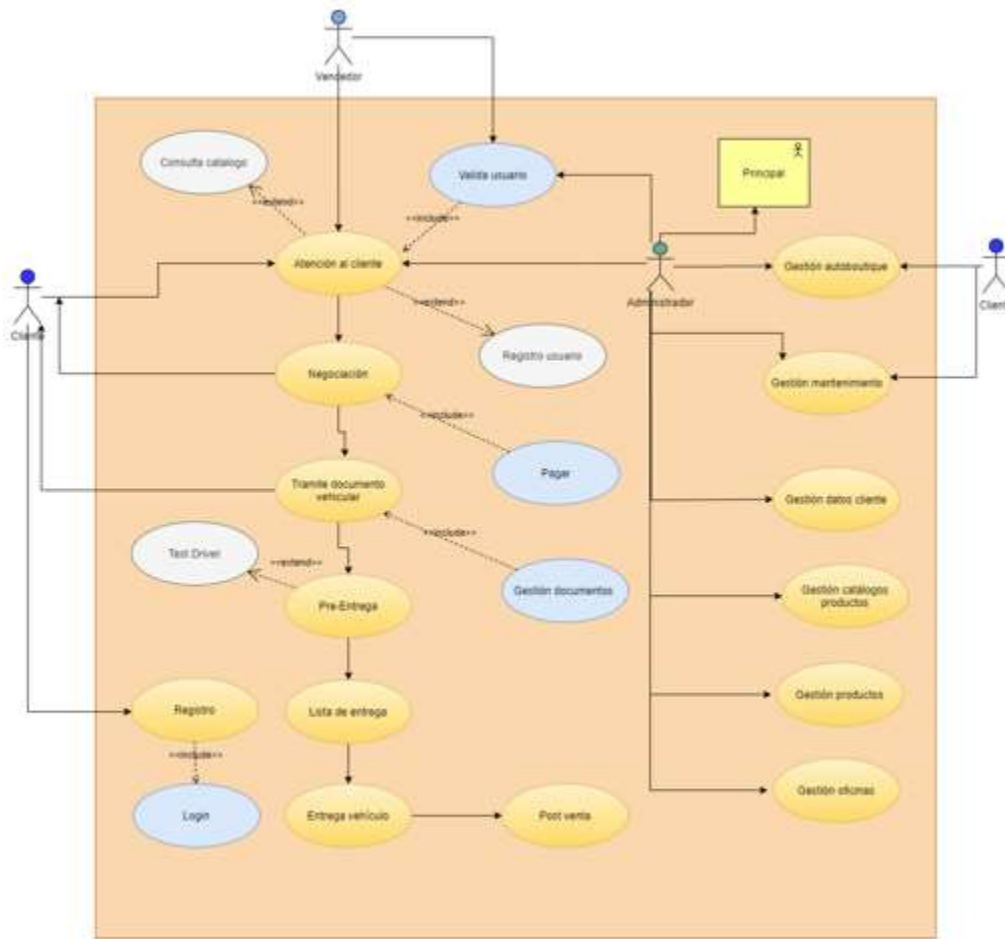 Vendedor
Consulta catalogo
Valida usuario
Principal
<<extend>>
<<include>>
Atención al cliente
Administrador
Gestión autoboutique
Cliente
Client
<<extend>>
Registro usuario
Negociación
Gestión mantenimiento
<<include>>
Pagar
Tramite documento
vehicular
Gestión datos cliente
<<include>>
Test Driver
<<extend>>
Gestión documentos
Pre-Entrega
Gestión catálogos
productos
Registro
Lista de entrega
Gestión productos
<<include>>
Login
Entrega vehículo
Post venta
Gestión oficinas